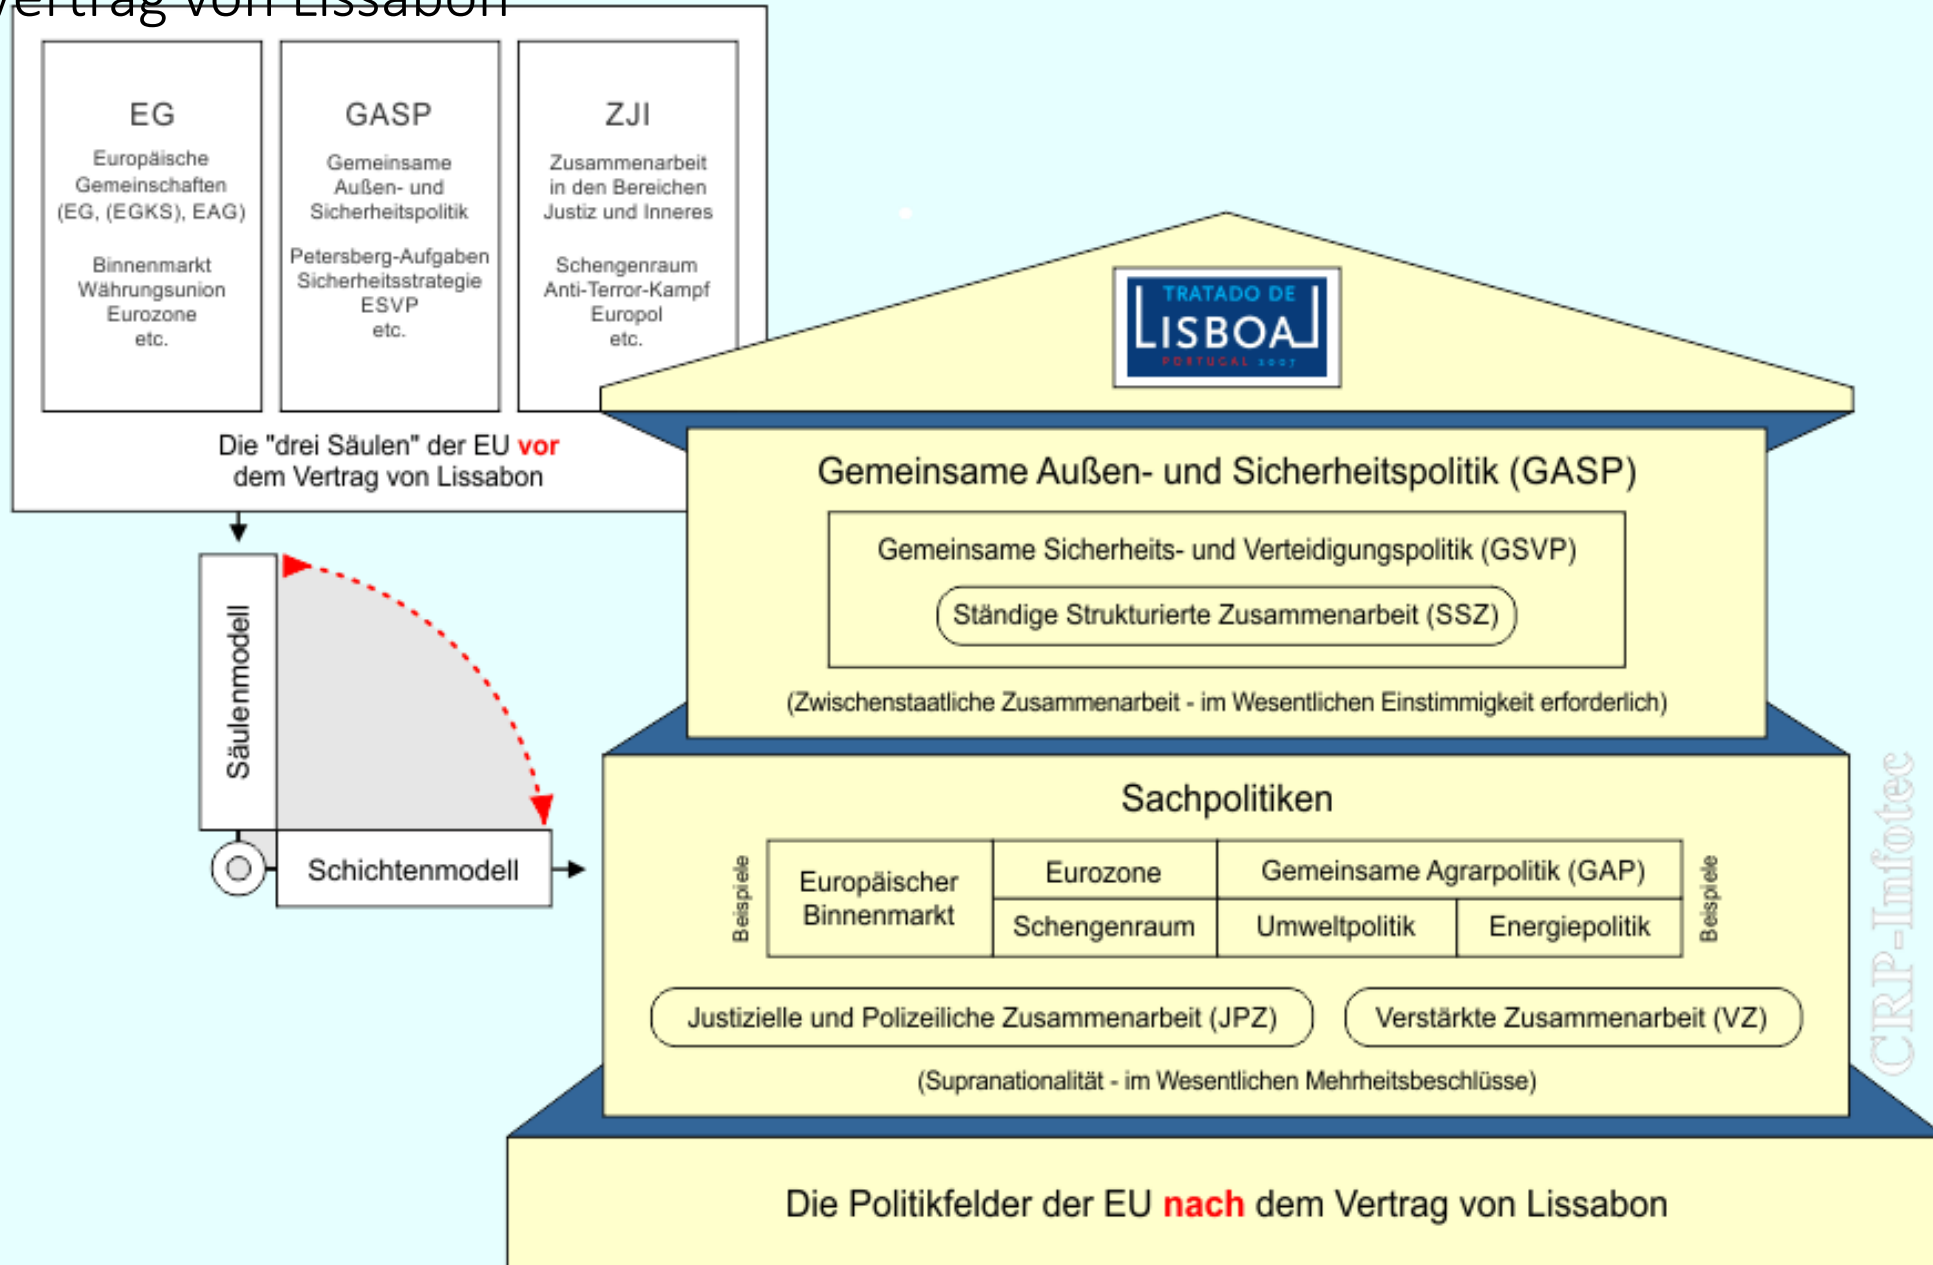 Vertrag von Lissabon
EG
Europäische
Gemeinschaften
(EG, (EGKS), EAG)
Binnenmarkt
Währungsunion
Eurozone
etc.
GASP
Gemeinsame
Außen- und
Sicherheitspolitik
Petersberg-Aufgaben
Sicherheitsstrategie
ESVP
etc.
ZJI
Zusammenarbeit
in den Bereichen
Justiz und Inneres
Schengenraum
Anti-Terror-Kampf
Europol
etc.
Die "drei Säulen" der EU vor
dem Vertrag von Lissabon
Säulenmodell
Schichtenmodell
TRATADO DE
LISBOA
PORTUGAL 2007
Gemeinsame Außen- und Sicherheitspolitik (GASP)
Gemeinsame Sicherheits- und Verteidigungspolitik (GSVP)
Ständige Strukturierte Zusammenarbeit (SSZ)
(Zwischenstaatliche Zusammenarbeit - im Wesentlichen Einstimmigkeit erforderlich)
Sachpolitiken
Beispiele
Europäischer
Binnenmarkt
Eurozone
Gemeinsame Agrarpolitik (GAP)
Schengenraum
Umweltpolitik
Energiepolitik
Beispiele
Justizielle und Polizeiliche Zusammenarbeit (JPZ)
Verstärkte Zusammenarbeit (VZ)
(Supranationalität - im Wesentlichen Mehrheitsbeschlüsse)
Die Politikfelder der EU nach dem Vertrag von Lissabon
CRP-Infotec